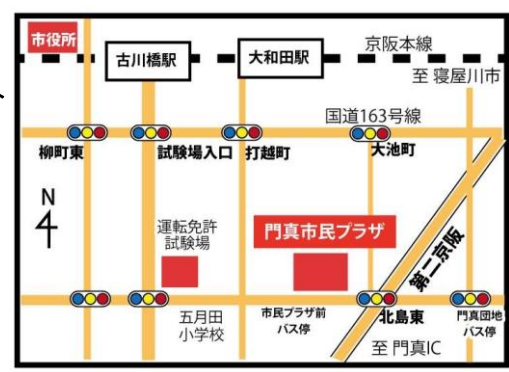 市役所
古川橋駅
大和田駅
京阪本線
至 寝屋川市
国道163号線
柳町東
試験場入口
打越町
大池町
N
運転免許
試験場
門真市民プラザ
第二京阪
五月田
小学校
市民プラザ前
バス停
北島東
門真団地
バス停
至 門真IC